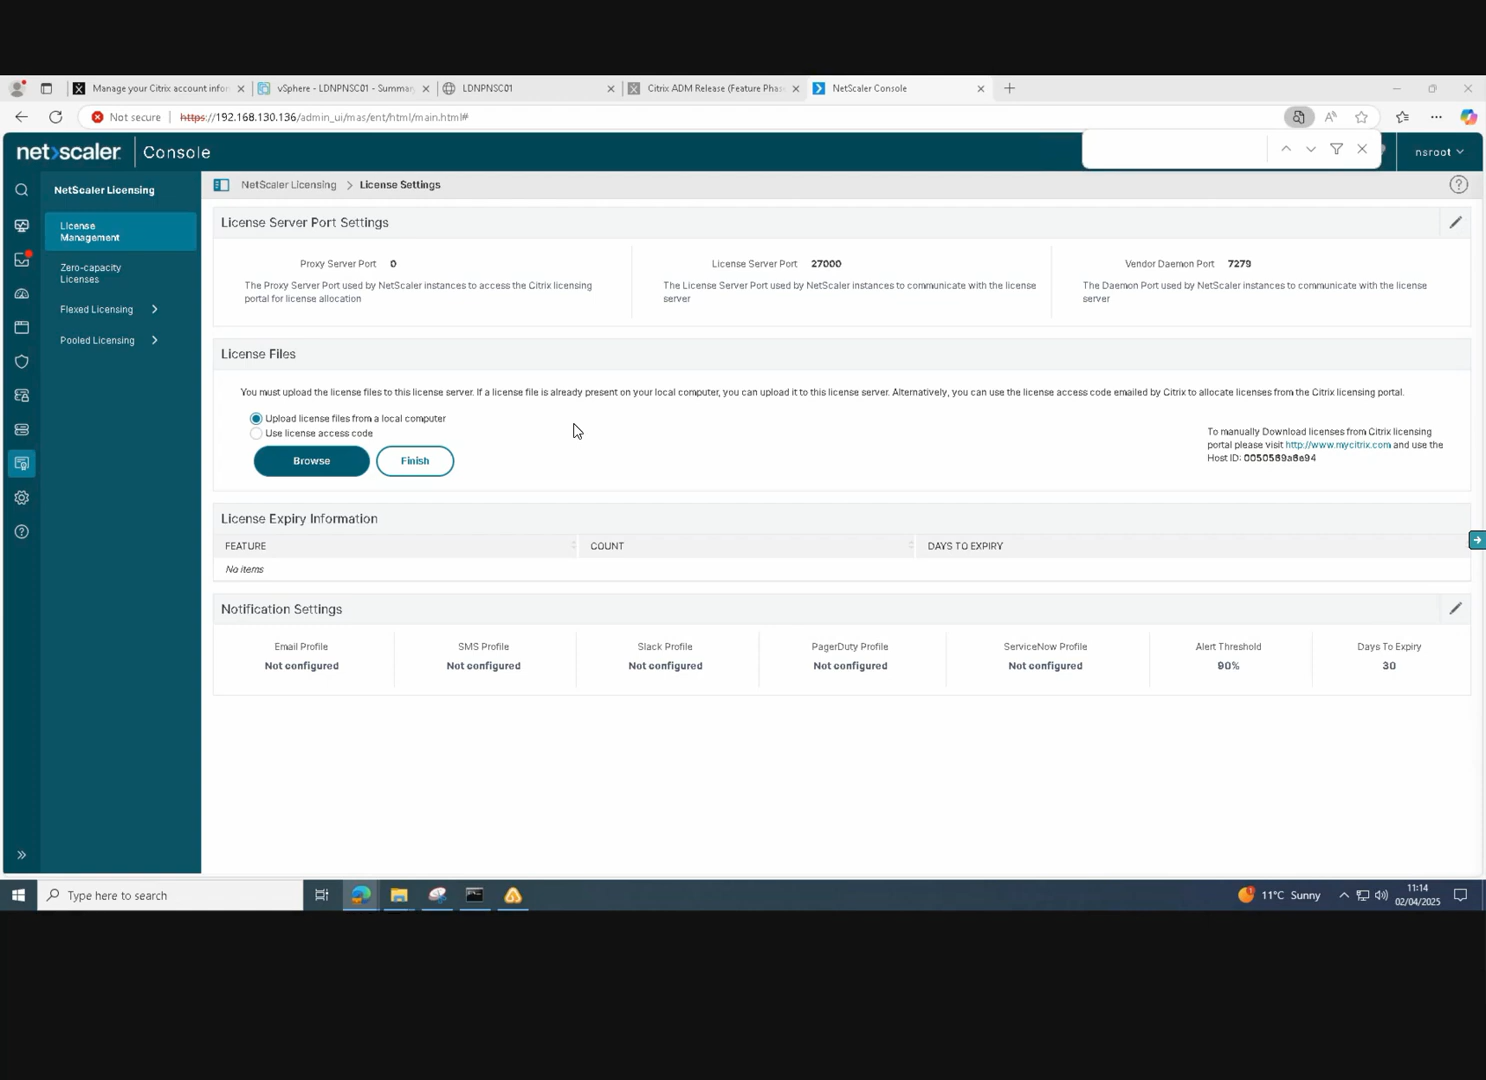 Manage your Citrix account infor
vSphere - LDNPNSC01 - Summar
LDNPNSC01
Citrix ADM Release (Feature Phas
NetScaler Console
Not secure
https://192.168.130.136/admin_ui/mas/ent/html/main.html#
net>scaler
Console
nsroot
NetScaler Licensing
License
Management
Zero-capacity
Licenses
Flexed Licensing
Pooled Licensing
NetScaler Licensing > License Settings
License Server Port Settings
Proxy Server Port 0
The Proxy Server Port used by NetScaler instances to access the Citrix licensing
portal for license allocation
License Server Port 27000
The License Server Port used by NetScaler instances to communicate with the license
server
Vendor Daemon Port 7279
The Daemon Port used by NetScaler instances to communicate with the license
server
License Files
You must upload the license files to this license server. If a license file is already present on your local computer, you can upload it to this license server. Alternatively, you can use the license access code emailed by Citrix to allocate licenses from the Citrix licensing portal.
Upload license files from a local computer
Use license access code
Browse
Finish
To manually Download licenses from Citrix licensing
portal please visit http://www.mycitrix.com and use the
Host ID:
License Expiry Information
FEATURE
COUNT
DAYS TO EXPIRY
No items
Notification Settings
Email Profile
Not configured
SMS Profile
Not configured
Slack Profile
Not configured
PagerDuty Profile
Not configured
ServiceNow Profile
Not configured
Alert Threshold
90%
Days To Expiry
30
Type here to search
11°C Sunny
11:14
02/04/2025